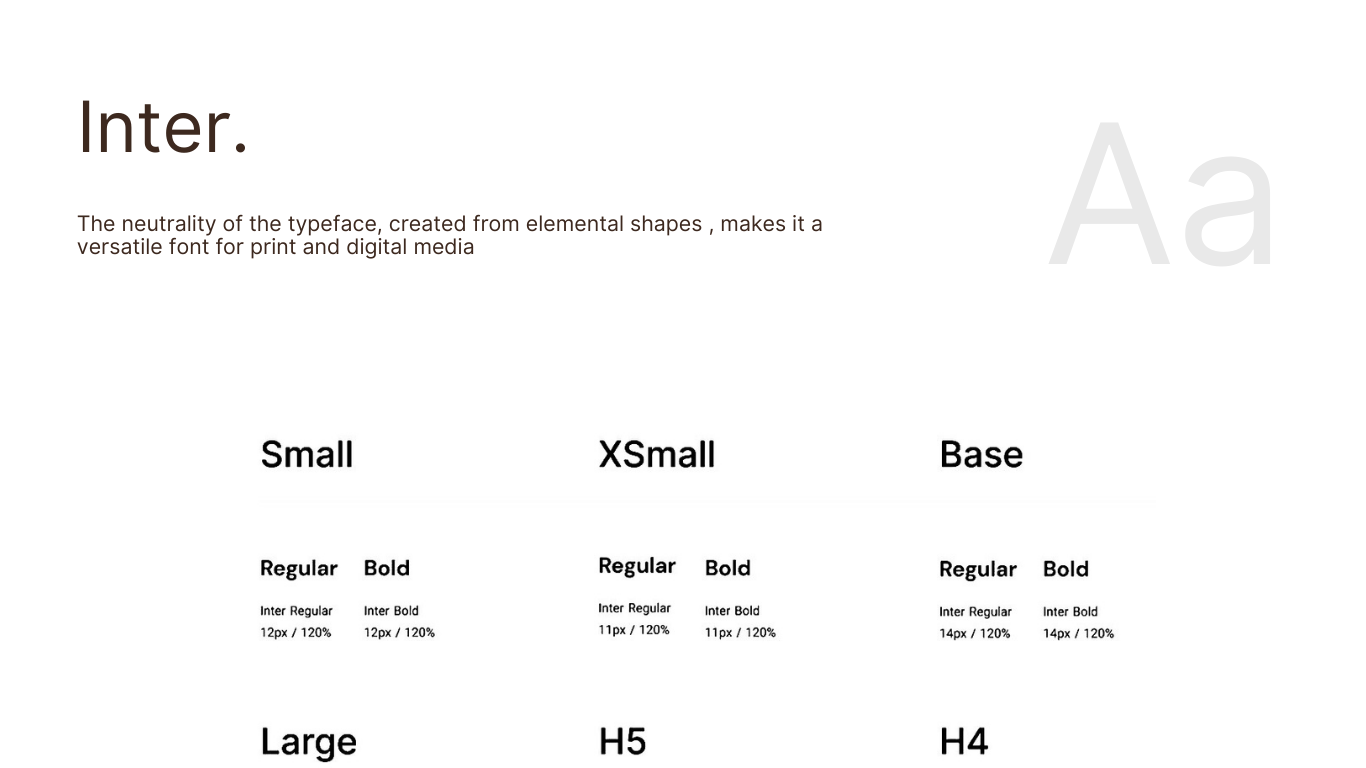 Inter.
Aa
The neutrality of the typeface, created from elemental shapes , makes it a
versatile font for print and digital media
Small XSmall Base
Regular Bold Regular Bold Regular Bold
Inter Regular Inter Bold Inter Regular Inter Bold Inter Regular Inter Bold
12px / 120% 12px / 120% 11px / 120% 11px / 120% 14px / 120% 14px / 120%
Large H5 H4